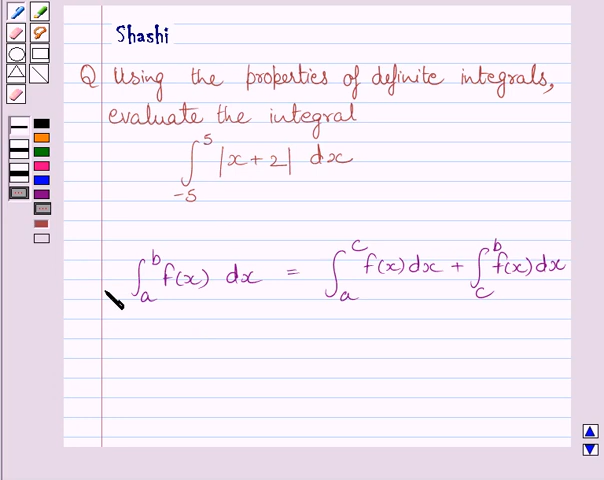 Shashi
Q Using the properties of definite integrals,
evaluate the integral
∫_{-5}^{5} |x+2| dx
∫_a^b f(x) dx = ∫_a^c f(x)dx + ∫_c^b f(x)dx